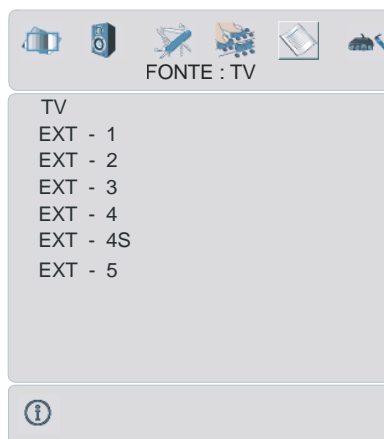 FONTE : TV
TV
EXT - 1
EXT - 2
EXT - 3
EXT - 4
EXT - 4S
EXT - 5